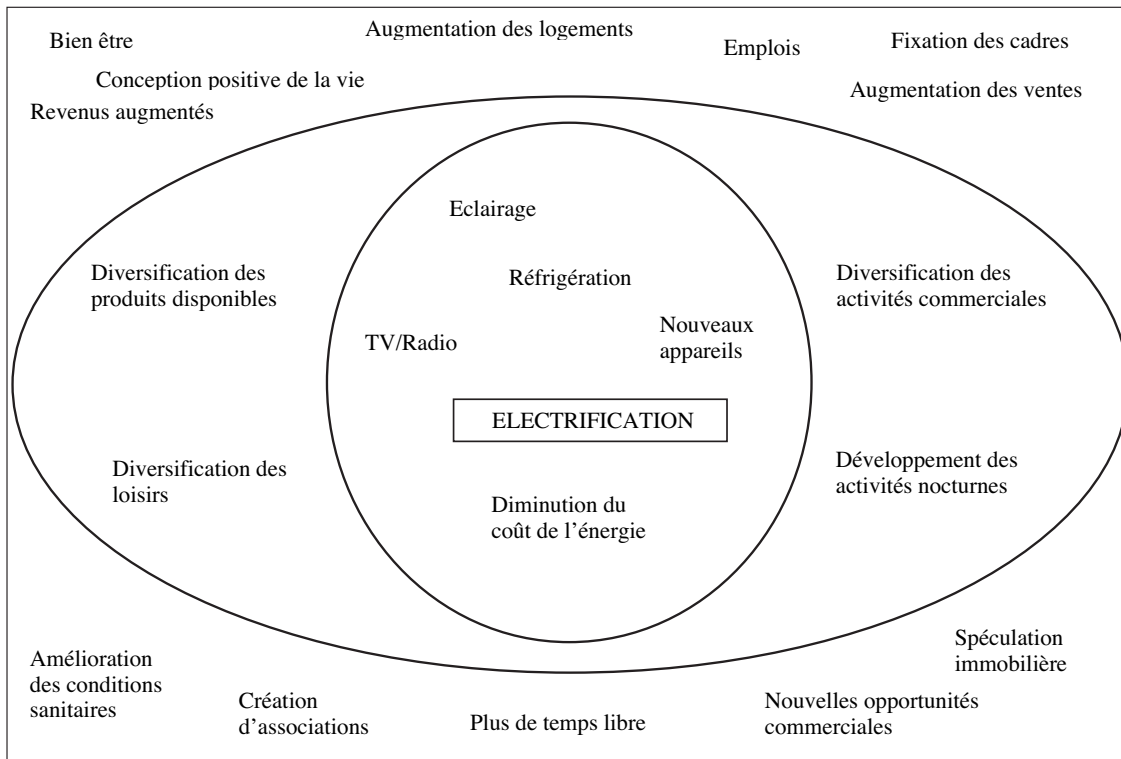 Bien être
Augmentation des logements
Emplois
Fixation des cadres
Conception positive de la vie
Augmentation des ventes
Revenus augmentés
Eclairage
Diversification des
produits disponibles
Réfrigération
Diversification des
activités commerciales
TV/Radio
Nouveaux
appareils
ELECTRIFICATION
Diversification des
loisirs
Développement des
activités nocturnes
Diminution du
coût de l’énergie
Amélioration
des conditions
sanitaires
Création
d’associations
Plus de temps libre
Nouvelles opportunités
commerciales
Spéculation
immobilière